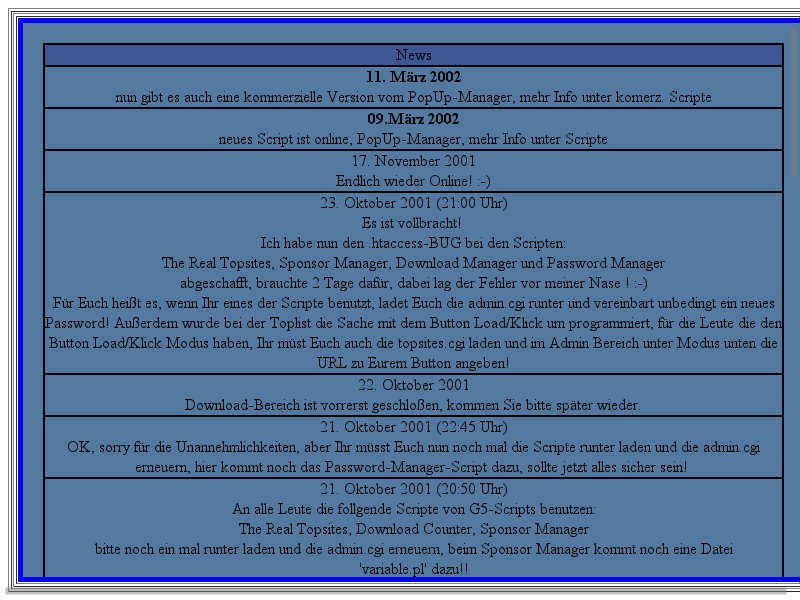 News
11. März 2002
nun gibt es auch eine kommerzielle Version vom PopUp-Manager, mehr Info unter komerz. Scripte
09.März 2002
neues Script ist online, PopUp-Manager, mehr Info unter Scripte
17. November 2001
Endlich wieder Online! :-)
23. Oktober 2001 (21:00 Uhr)
Es ist vollbracht!
Ich habe nun den .htaccess-BUG bei den Scripten:
The Real Topsites, Sponsor Manager, Download Manager und Password Manager
abgeschafft, brauchte 2 Tage dafür, dabei lag der Fehler vor meiner Nase ! :-)
Für Euch heißt es, wenn Ihr eines der Scripte benutzt, ladet Euch die admin.cgi runter und vereinbart unbedingt ein neues
Password! Außerdem wurde bei der Toplist die Sache mit dem Button Load/Klick um programmiert, für die Leute die den
Button Load/Klick Modus haben, Ihr müst Euch auch die topsites.cgi laden und im Admin Bereich unter Modus unten die
URL zu Eurem Button angeben!
22. Oktober 2001
Download-Bereich ist vorrerst geschloßen, kommen Sie bitte später wieder.
21. Oktober 2001 (22:45 Uhr)
OK, sorry für die Unannehmlichkeiten, aber Ihr müsst Euch nun noch mal die Scripte runter laden und die admin.cgi
erneuern, hier kommt noch das Password-Manager-Script dazu, sollte jetzt alles sicher sein!
21. Oktober 2001 (20:50 Uhr)
An alle Leute die follgende Scripte von G5-Scripts benutzen:
The Real Topsites, Download Counter, Sponsor Manager
bitte noch ein mal runter laden und die admin.cgi erneuern, beim Sponsor Manager kommt noch eine Datei
'variable.pl' dazu!!